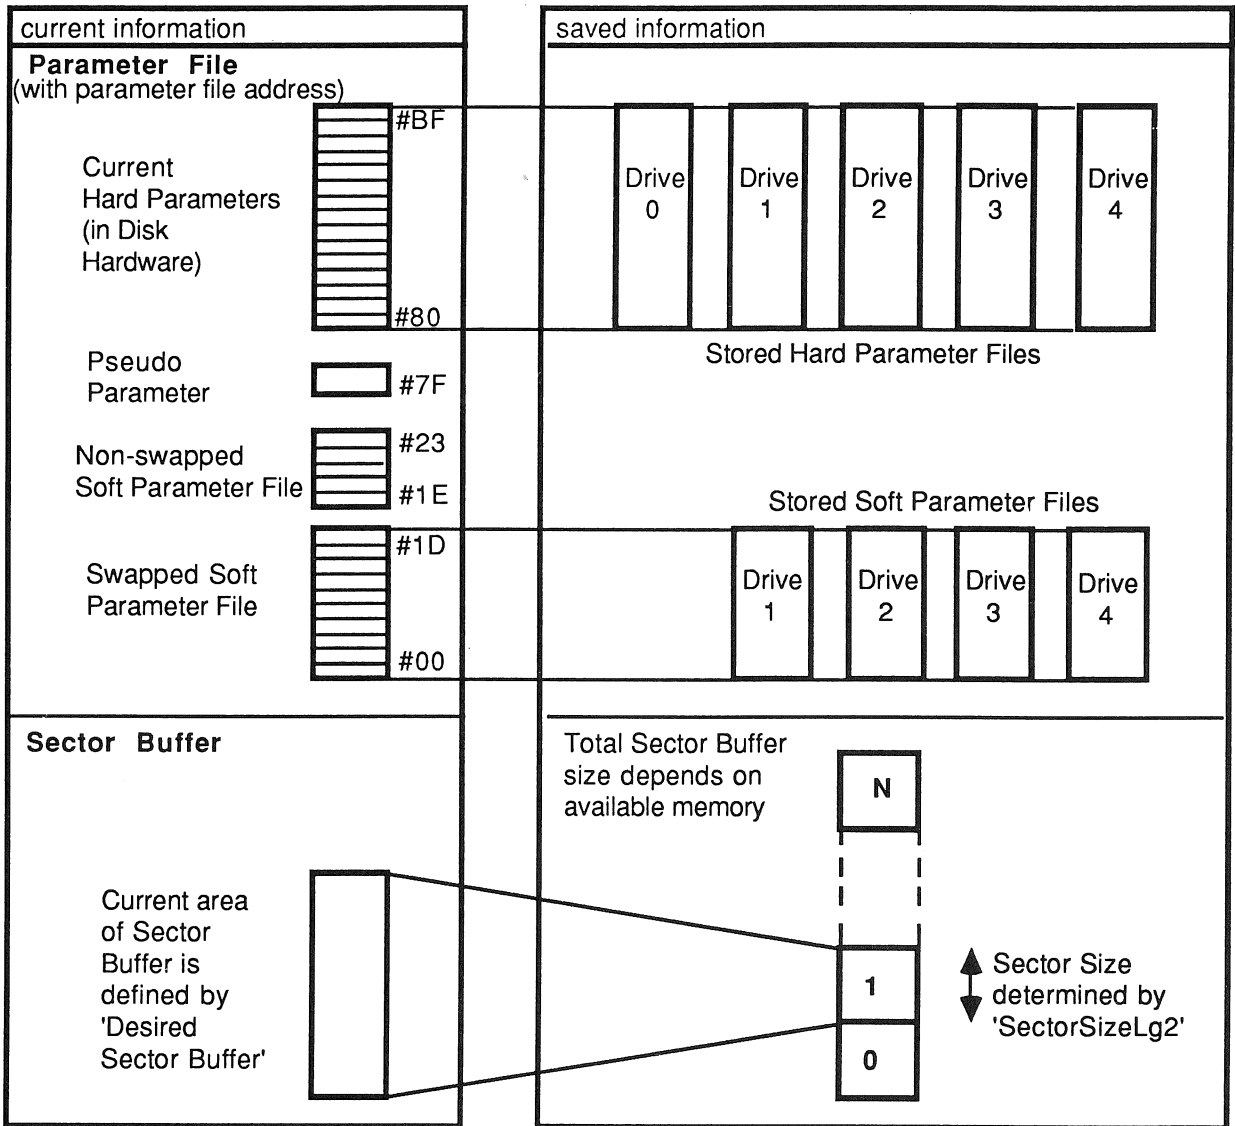 current information
Parameter File
(with parameter file address)
#BF
Current
Hard Parameters
(in Disk
Hardware)
#80
Pseudo
Parameter
#7F
#23
Non-swapped
Soft Parameter File
#1E
#1D
Swapped Soft
Parameter File
#00
Sector Buffer
Current area
of Sector
Buffer is
defined by
'Desired
Sector Buffer'
saved information
Drive
0
Drive
1
Drive
2
Drive
3
Drive
4
Stored Hard Parameter Files
Stored Soft Parameter Files
Drive
1
Drive
2
Drive
3
Drive
4
Total Sector Buffer
size depends on
available memory
N
1
0
Sector Size
determined by
'SectorSizeLg2'